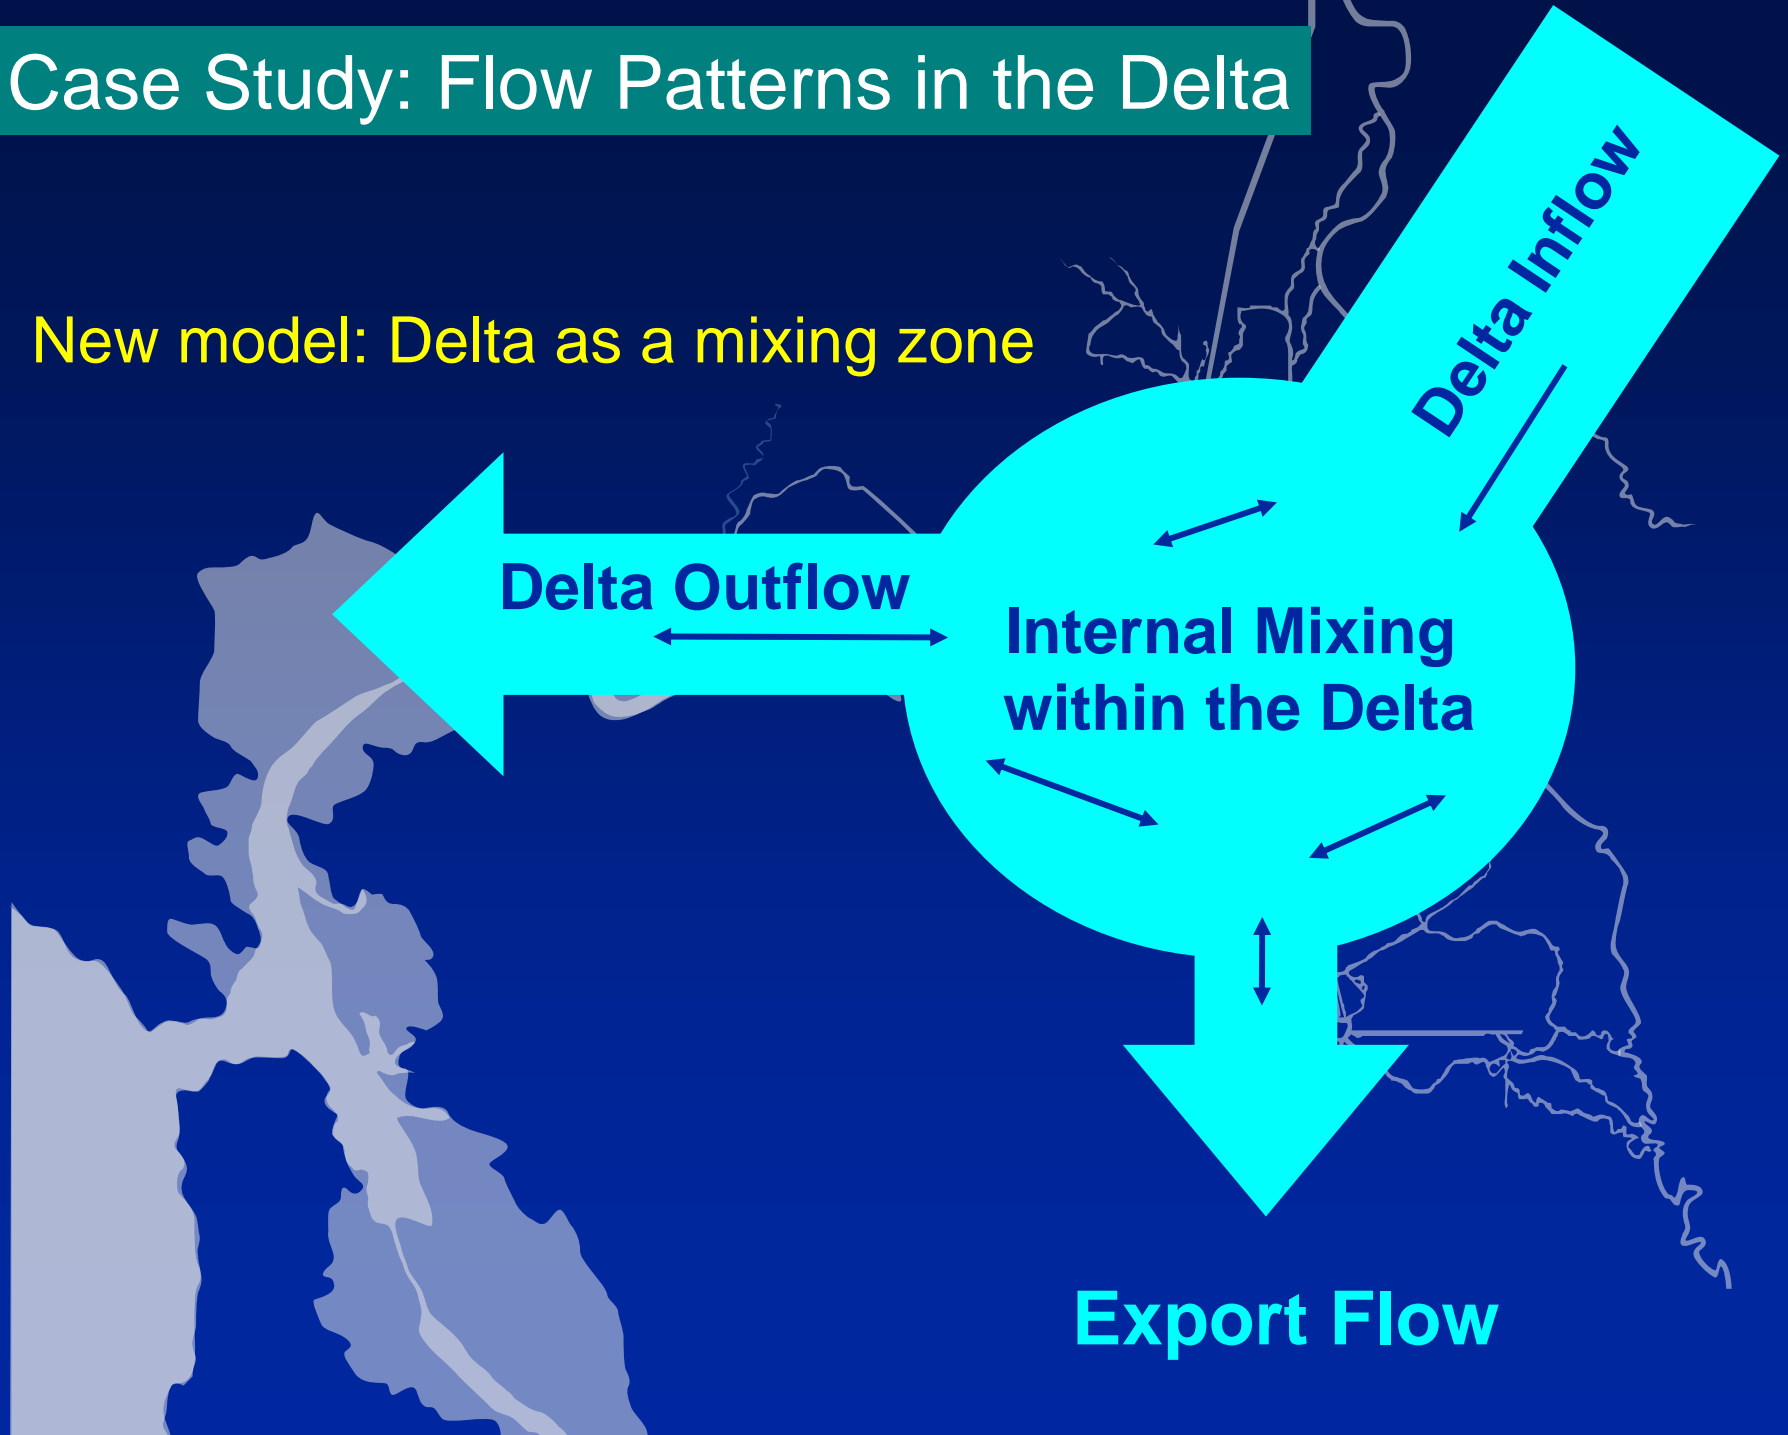 Case Study: Flow Patterns in the Delta
Delta Inflow
New model: Delta as a mixing zone
Delta Outflow
Internal Mixing
within the Delta
Export Flow